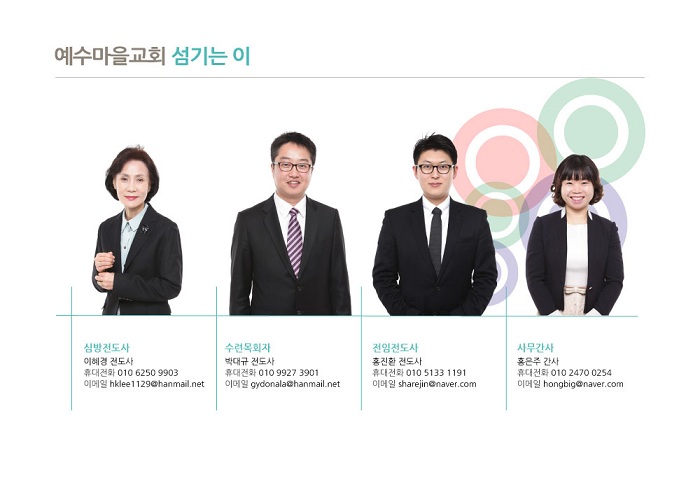 예수마을교회 섬기는 이
심방전도사
이혜경 전도사
휴대전화 010 6250 9903
이메일 hklee1129@hanmail.net
수련목회자
박대규 전도사
휴대전화 010 9927 3901
이메일 gydonala@hanmail.net
전임전도사
홍진환 전도사
휴대전화 010 5133 1191
이메일 sharejin@naver.com
사무간사
홍은주 간사
휴대전화 010 2470 0254
이메일 hongbig@naver.com